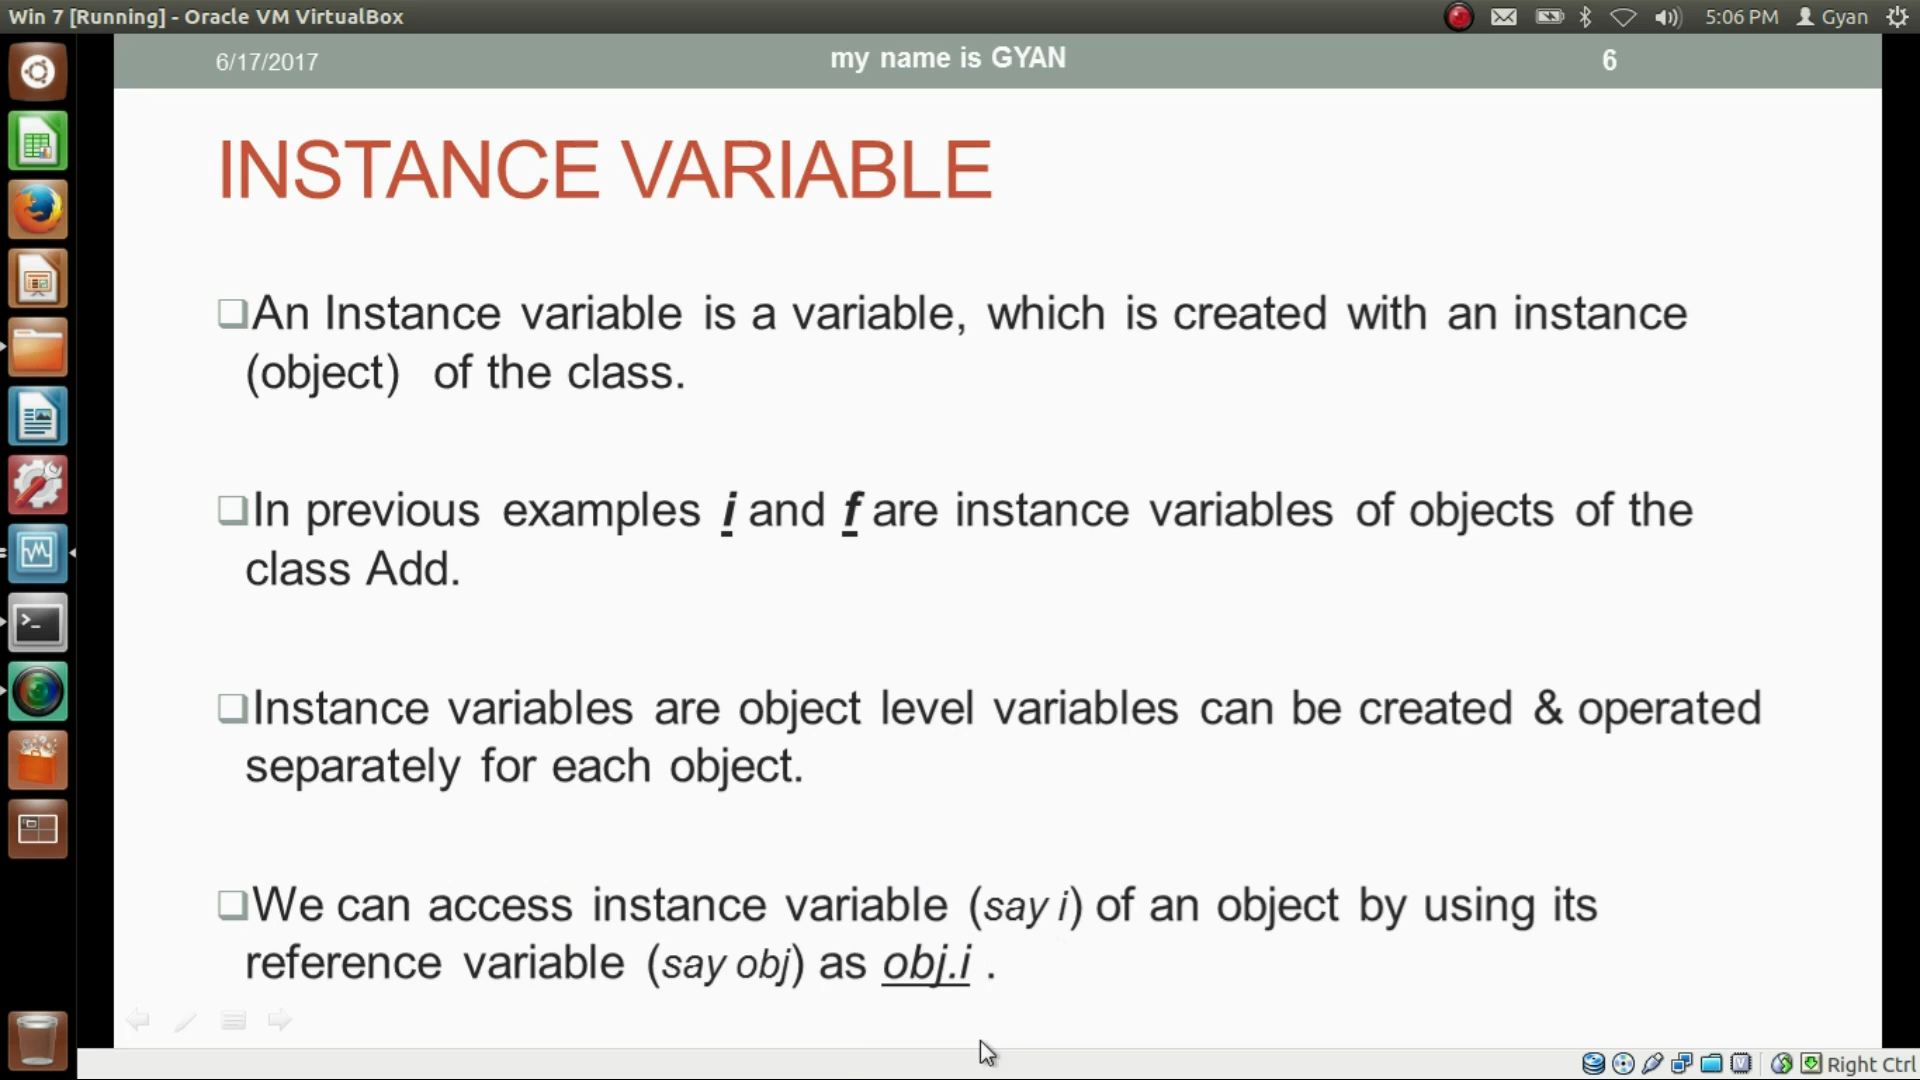 Win 7 [Running] - Oracle VM VirtualBox
5:06 PM Gyan
6/17/2017 my name is GYAN 6
INSTANCE VARIABLE
An Instance variable is a variable, which is created with an instance
(object) of the class.
In previous examples i and f are instance variables of objects of the
class Add.
Instance variables are object level variables can be created & operated
separately for each object.
We can access instance variable (say i) of an object by using its
reference variable (say obj) as obj.i .
Right Ctrl